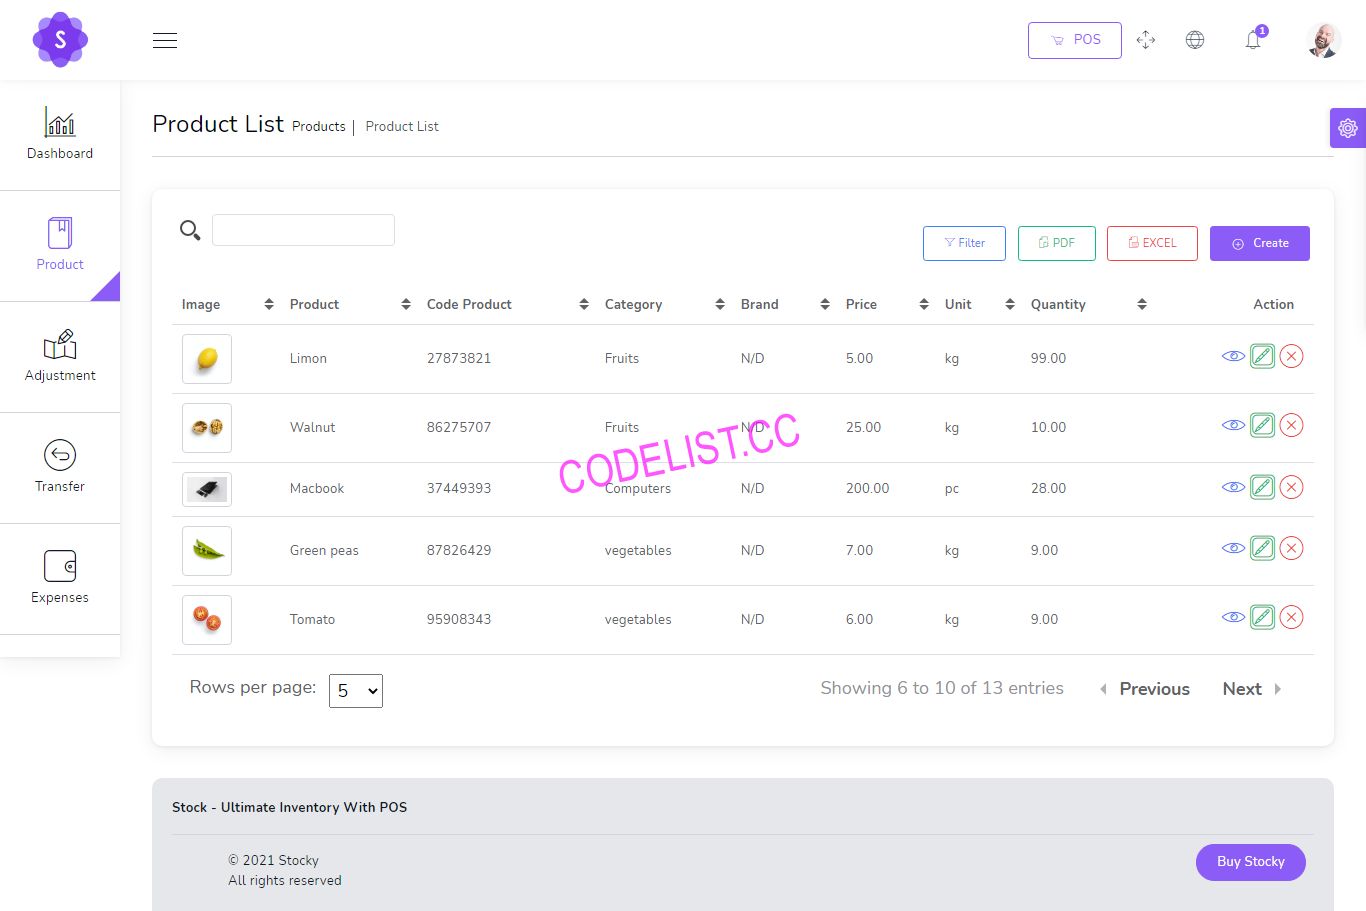 S
POS
1
Dashboard
Product
Adjustment
Transfer
Expenses
Product List Products | Product List
Filter PDF EXCEL Create
Image Product Code Product Category Brand Price Unit Quantity Action
Limon 27873821 Fruits N/D 5.00 kg 99.00
Walnut 86275707 Fruits N/D 25.00 kg 10.00
CODELIST.CC
Macbook 37449393 Computers N/D 200.00 pc 28.00
Green peas 87826429 vegetables N/D 7.00 kg 9.00
Tomato 95908343 vegetables N/D 6.00 kg 9.00
Rows per page: 5 Showing 6 to 10 of 13 entries Previous Next
Stock - Ultimate Inventory With POS
© 2021 Stocky
All rights reserved
Buy Stocky